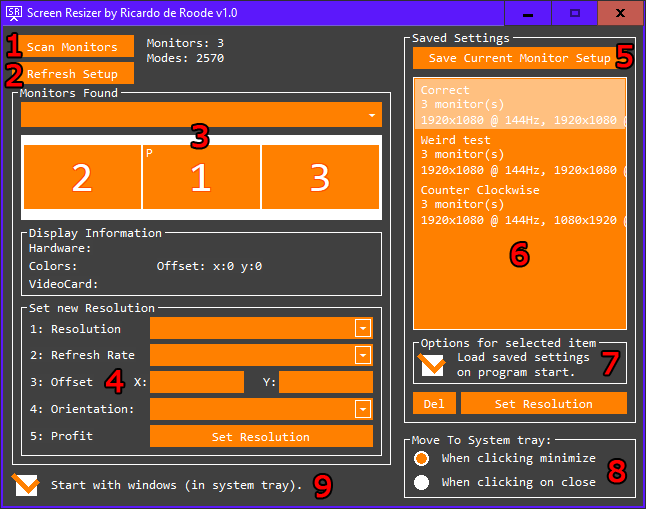 SR Screen Resizer by Ricardo de Roode v1.0
1 Scan Monitors
Monitors: 3
2 Refresh Setup
Modes: 2570
Monitors Found
3
2
P
1
3
Display Information
Hardware:
Colors: Offset: x:0 y:0
VideoCard:
Set new Resolution
1: Resolution
2: Refresh Rate
3: Offset 4 X: Y:
4: Orientation:
5: Profit Set Resolution
Start with windows (in system tray). 9
Saved Settings
Save Current Monitor Setup 5
Correct
3 monitor(s)
1920x1080 @ 144Hz, 1920x1080 @
Weird test
3 monitor(s)
1920x1080 @ 144Hz, 1920x1080 @
Counter Clockwise
3 monitor(s)
1920x1080 @ 144Hz, 1080x1920 @
6
Options for selected item
Load saved settings
on program start. 7
Del Set Resolution
Move To System tray:
When clicking minimize
8
When clicking on close